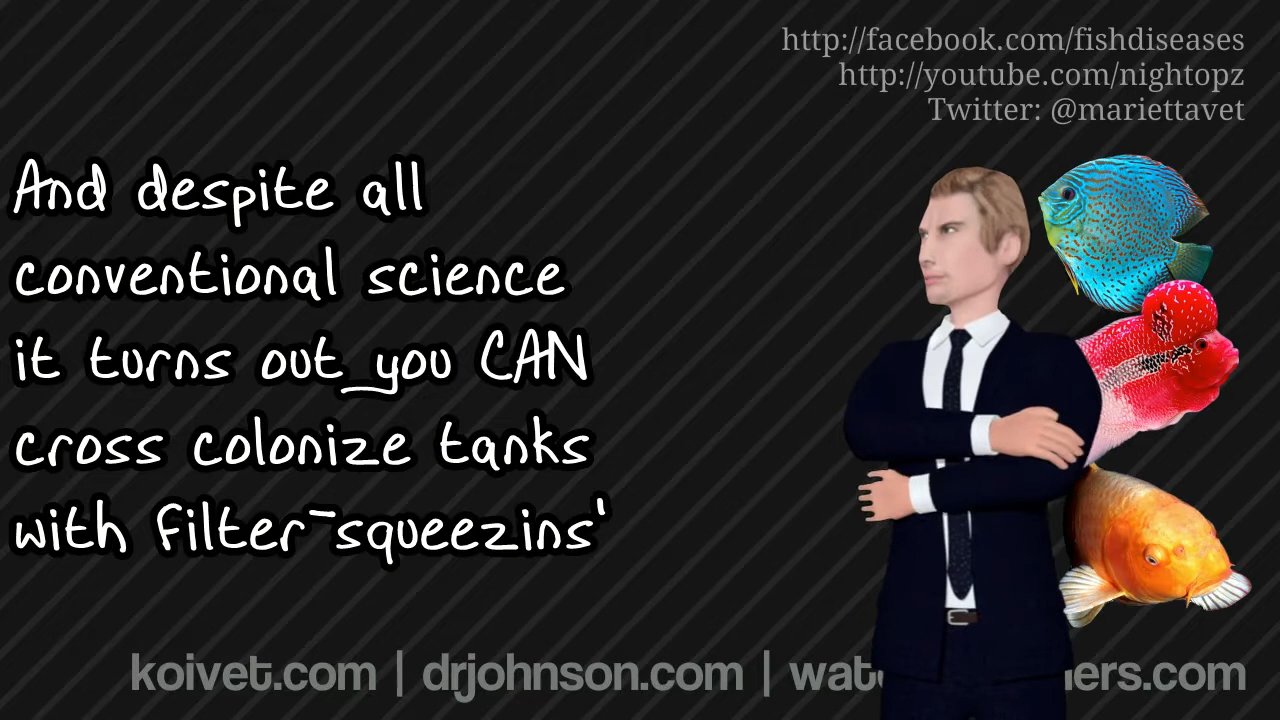 http://facebook.com/fishdiseases
http://youtube.com/nightopz
Twitter: @mariettavet
And despite all
conventional science
it turns out_you CAN
cross colonize tanks
with filter-squeezins'
koivet.com | drjohnson.com |